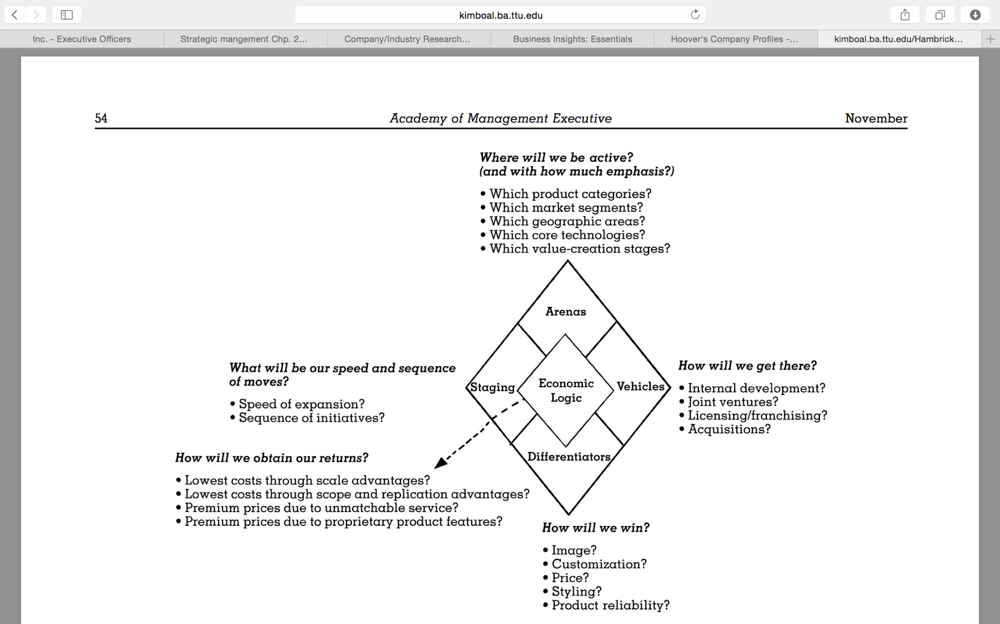 kimboal.ba.ttu.edu
Inc. - Executive Officers
Strategic mangement Chp. 2...
Company/Industry Research...
Business Insights: Essentials
Hoover's Company Profiles -...
kimboal.ba.ttu.edu/Hambrick...
54
Academy of Management Executive
November
Where will we be active?
(and with how much emphasis?)
• Which product categories?
• Which market segments?
• Which geographic areas?
• Which core technologies?
• Which value-creation stages?
Arenas
What will be our speed and sequence
of moves?
• Speed of expansion?
• Sequence of initiatives?
Staging
Economic
Logic
Vehicles
How will we get there?
• Internal development?
• Joint ventures?
• Licensing/franchising?
• Acquisitions?
Differentiators
How will we obtain our returns?
• Lowest costs through scale advantages?
• Lowest costs through scope and replication advantages?
• Premium prices due to unmatchable service?
• Premium prices due to proprietary product features?
How will we win?
• Image?
• Customization?
• Price?
• Styling?
• Product reliability?